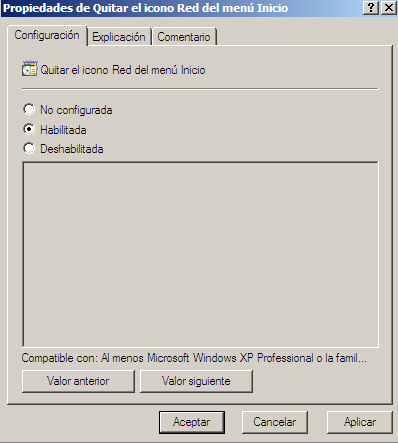 Propiedades de Quitar el icono Red del menú Inicio
Configuración Explicación Comentario
Quitar el icono Red del menú Inicio
No configurada
Habilitada
Deshabilitada
Compatible con: Al menos Microsoft Windows XP Professional o la famil...
Valor anterior Valor siguiente
Aceptar Cancelar Aplicar